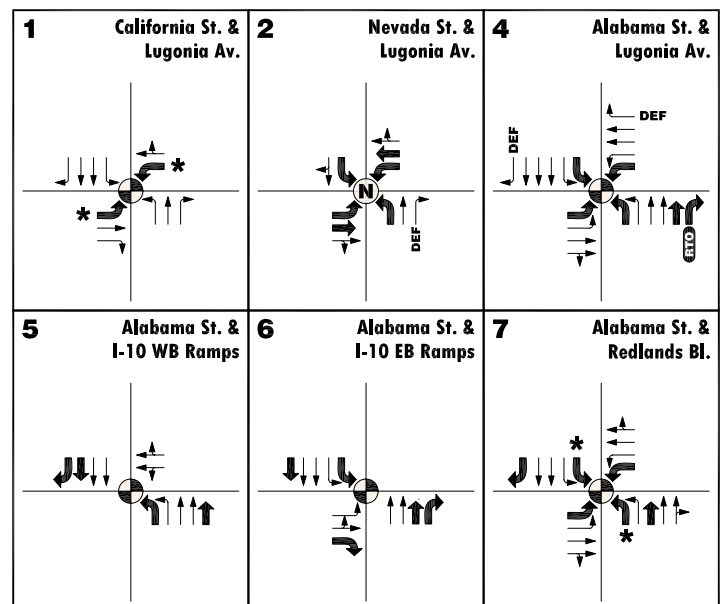 1
California St. &
Lugonia Av.
*
*
2
Nevada St. &
Lugonia Av.
N
DEF
4
Alabama St. &
Lugonia Av.
DEF
DEF
RTO
5
Alabama St. &
I-10 WB Ramps
6
Alabama St. &
I-10 EB Ramps
7
Alabama St. &
Redlands Bl.
*
*